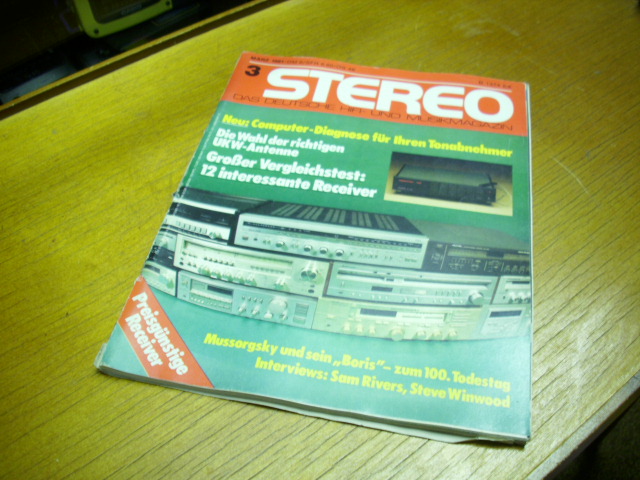 MÄRZ 1981
3
STEREO
DAS DEUTSCHE HIFI- UND MUSIKMAGAZIN
Neu: Computer-Diagnose für Ihren Tonabnehmer
Die Wahl der richtigen
UKW-Antenne
Großer Vergleichstest:
12 interessante Receiver
Preisgünstige
Receiver
Mussorgsky und sein „Boris”– zum 100. Todestag
Interviews: Sam Rivers, Steve Winwood